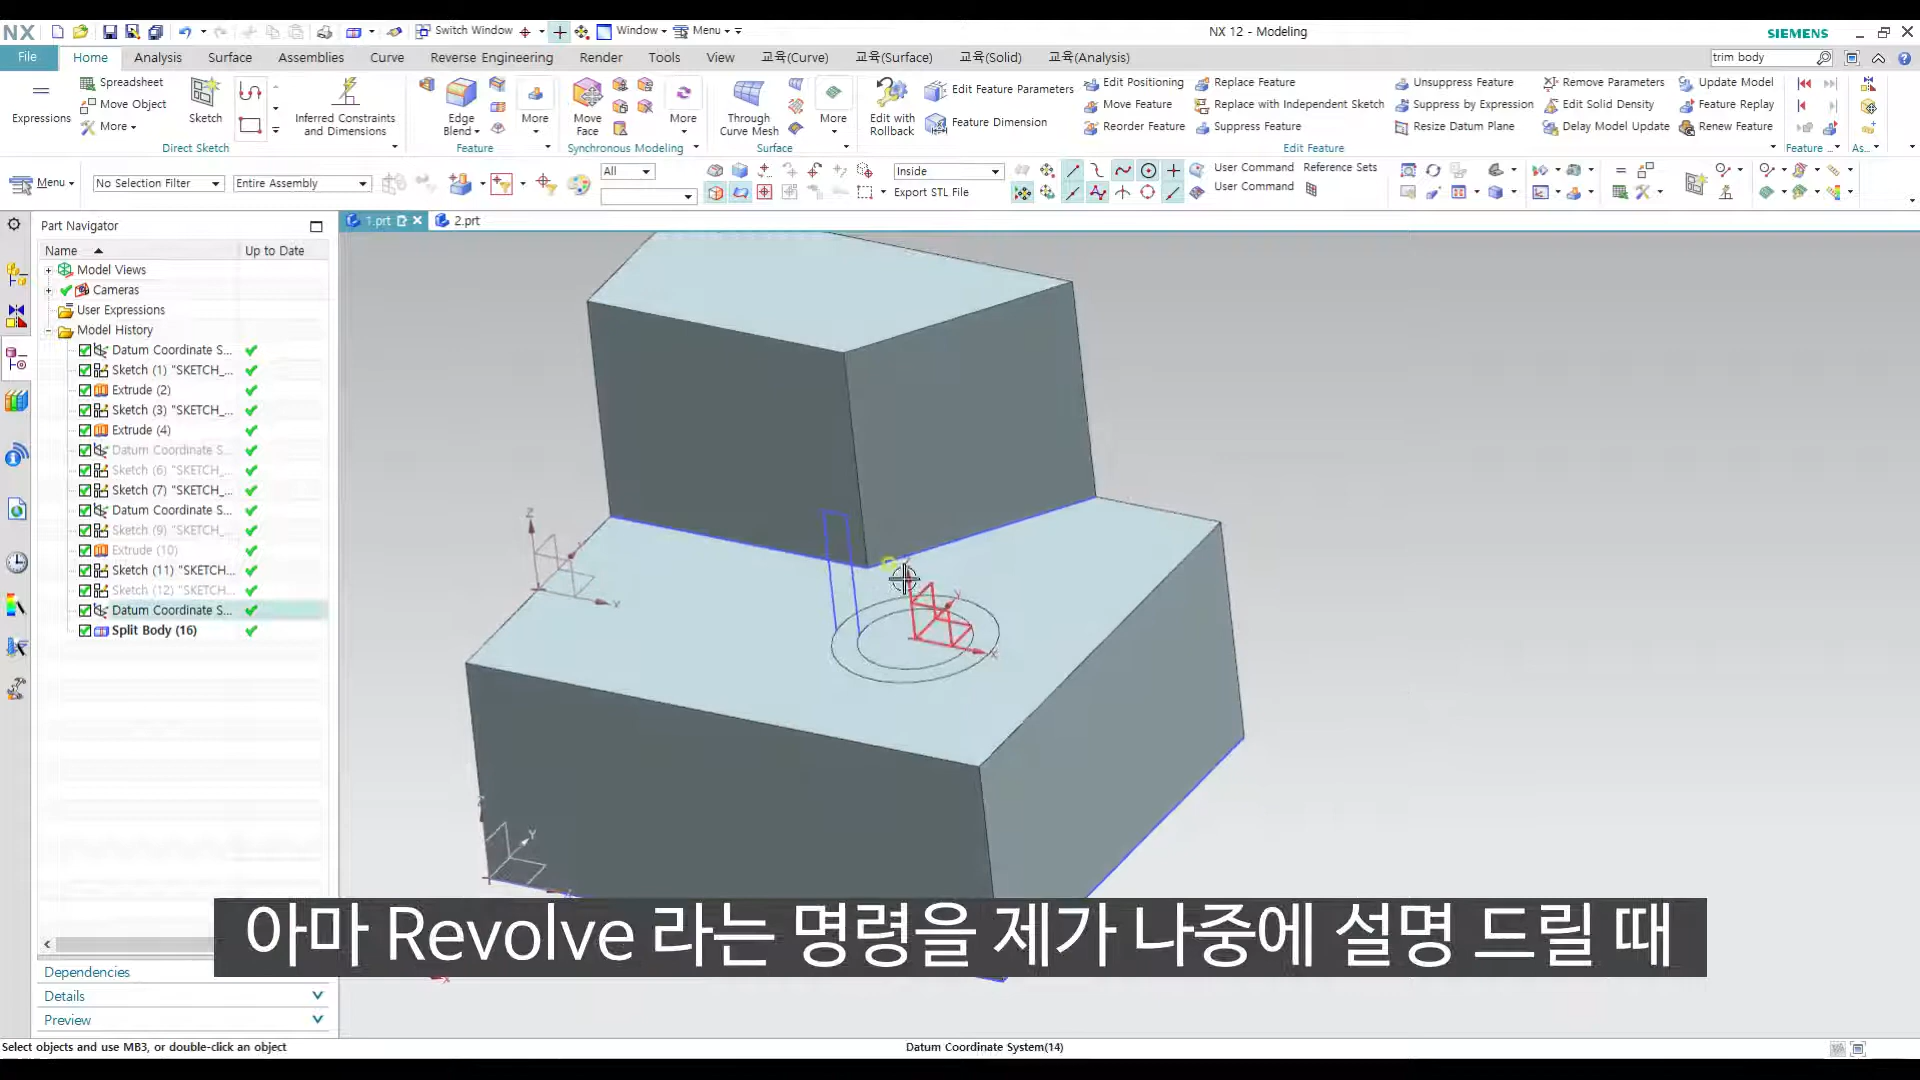 NX
Switch Window
Window
Menu
NX 12 - Modeling
SIEMENS
File
Home
Analysis
Surface
Assemblies
Curve
Reverse Engineering
Render
Tools
View
교육(Curve)
교육(Surface)
교육(Solid)
교육(Analysis)
trim body
Expressions
Spreadsheet
Move Object
More
Sketch
Inferred Constraints
and Dimensions
Direct Sketch
Edge
Blend
More
Feature
Move
Face
More
Synchronous Modeling
Through
Curve Mesh
More
Surface
Edit with
Rollback
Edit Feature Parameters
Feature Dimension
Edit Positioning
Move Feature
Reorder Feature
Replace Feature
Replace with Independent Sketch
Suppress Feature
Unsuppress Feature
Suppress by Expression
Resize Datum Plane
Remove Parameters
Edit Solid Density
Delay Model Update
Update Model
Feature Replay
Renew Feature
Edit Feature
Feature ...
As...
Menu
No Selection Filter
Entire Assembly
All
Inside
Export STL File
User Command
User Command
Reference Sets
Part Navigator
1.prt
2.prt
Name
Up to Date
Model Views
Cameras
User Expressions
Model History
Datum Coordinate S...
Sketch (1) "SKETCH_...
Extrude (2)
Sketch (3) "SKETCH_...
Extrude (4)
Datum Coordinate S...
Sketch (6) "SKETCH_...
Sketch (7) "SKETCH_...
Datum Coordinate S...
Sketch (9) "SKETCH_...
Extrude (10)
Sketch (11) "SKETCH...
Sketch (12) "SKETCH...
Datum Coordinate S...
Split Body (16)
Z
Y
Y
X
Y
아마 Revolve 라는 명령을 제가 나중에 설명 드릴 때
Dependencies
Details
Preview
Select objects and use MB3, or double-click an object
Datum Coordinate System(14)